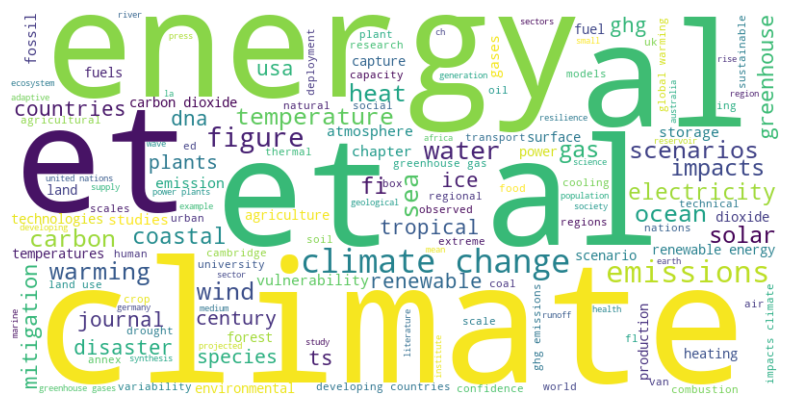 river
sectors
small
energy
al
fossil
press
plant
research
ch
fuel
ghg
uk
rise
sustainable
greenhouse
fuels
usa
deployment
capture
gases
ecosystem
capacity
generation
models
global warming
region
adaptive
la
countries
carbon dioxide
natural
heat
oil
ing
australia
agricultural
dna
temperature
social
resilience
et
wave
figure
atmosphere
africa
transport
surface
storage
scenarios
ed
thermal
chapter
water
power
gas
science
reservoir
plants
greenhouse gas
impacts
united nations
emission
fi
box
ice
cooling
land
supply
power plants
sea
regional
food
population
electricity
scales
example
et al
geological
observed
society
technical
technologies
studies
agriculture
tropical
regions
ocean
dioxide
developing
urban
carbon
coastal
soil
extreme
mean
nations
solar
temperatures
human
cambridge
climate change
scenario
renewable energy
warming
university
earth
mitigation
land use
sector
wind
vulnerability
renewable
coal
emissions
crop
medium
climate
ghg emissions
health
air
marine
germany
journal
century
literature
scale
runoff
production
impacts climate
drought
forest
study
institute
fl
heating
disaster
species
annex
synthesis
projected
ts
van
greenhouse gases
variability
environmental
developing countries
confidence
world
combustion